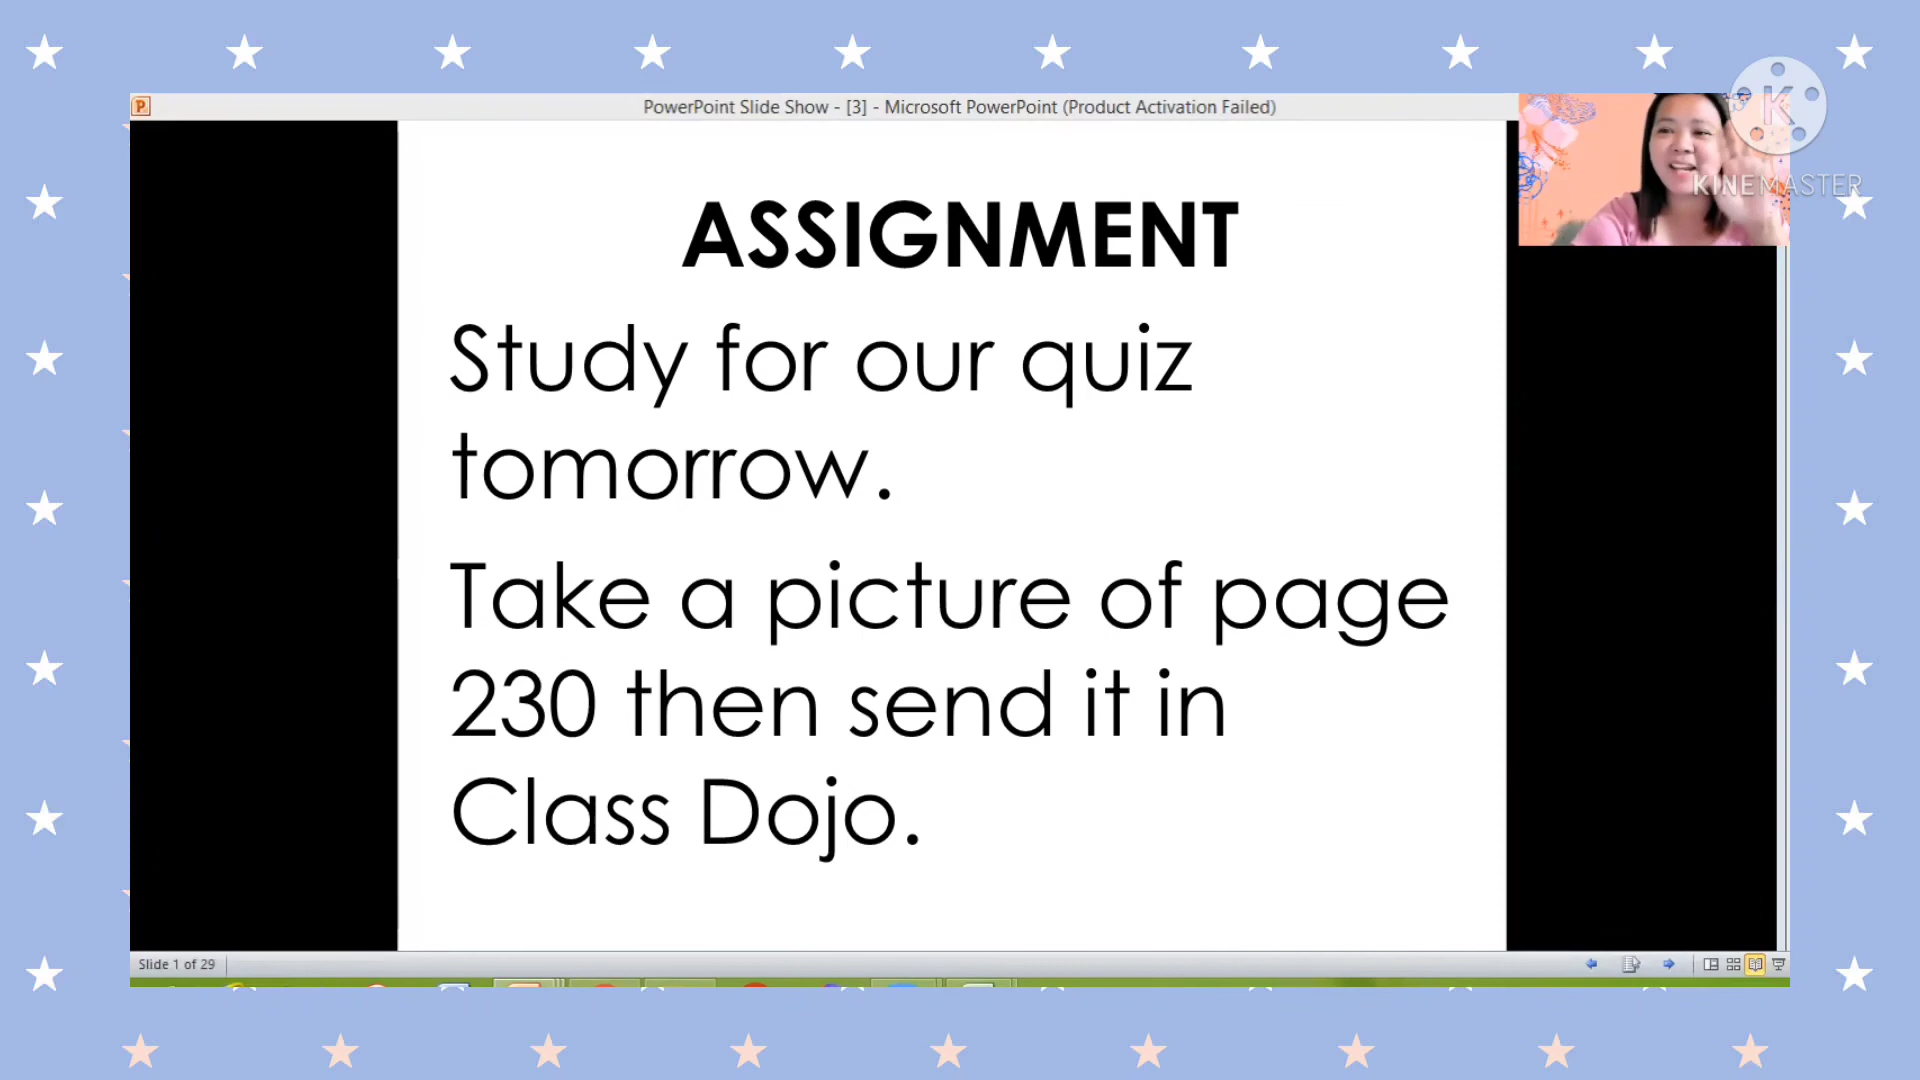 PowerPoint Slide Show - [3] - Microsoft PowerPoint (Product Activation Failed)
K
KINEMASTER
ASSIGNMENT
Study for our quiz
tomorrow.
Take a picture of page
230 then send it in
Class Dojo.
Slide 1 of 29